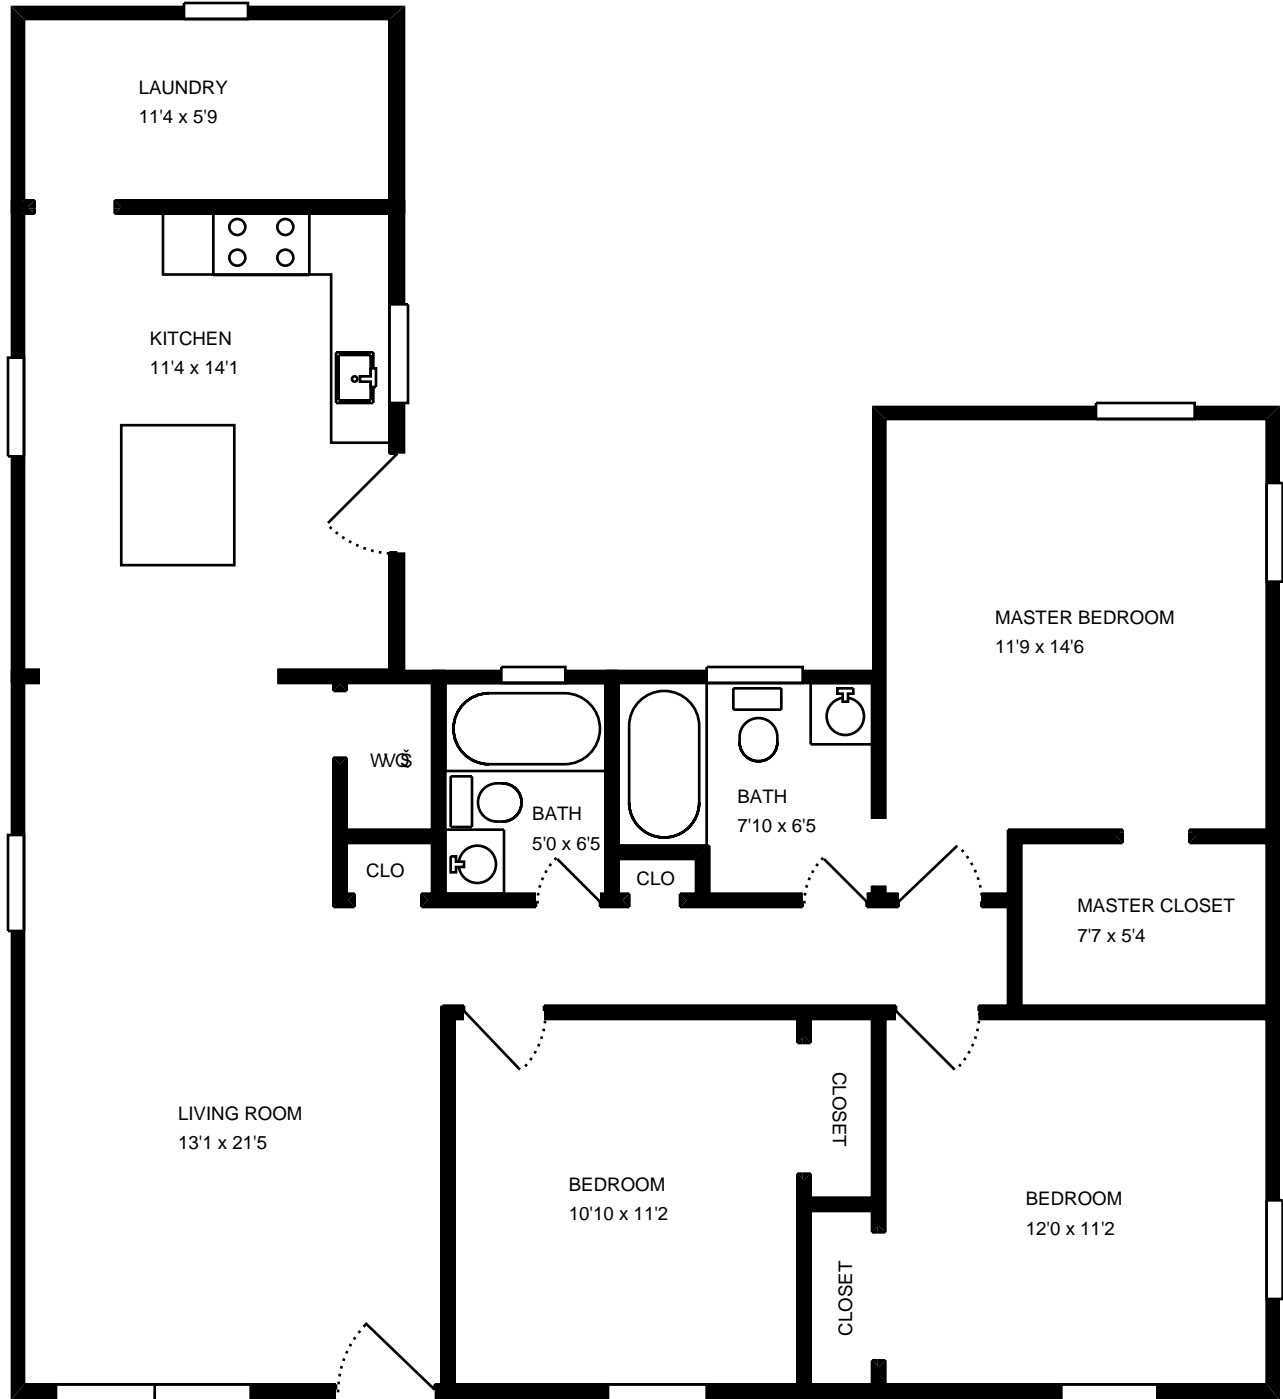 LAUNDRY
11'4 x 5'9
KITCHEN
11'4 x 14'1
MASTER BEDROOM
11'9 x 14'6
BATH
7'10 x 6'5
BATH
5'0 x 6'5
CLO
CLO
MASTER CLOSET
7'7 x 5'4
CLOSET
LIVING ROOM
13'1 x 21'5
BEDROOM
10'10 x 11'2
BEDROOM
12'0 x 11'2
CLOSET